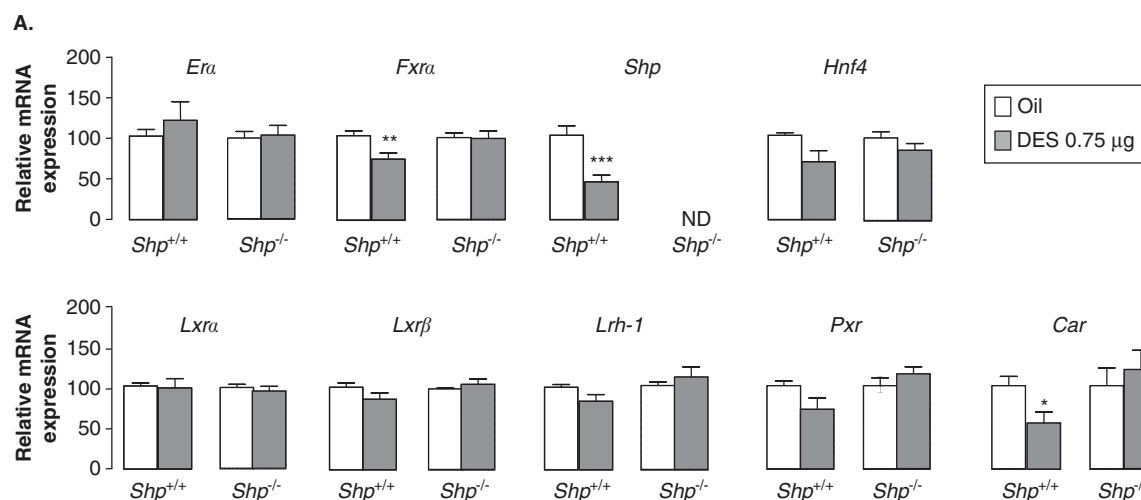 A.
Relative mRNA
expression
200
150
100
50
0
Erα Fxrα Shp Hnf4
** *** ND
Shp+/+ Shp-/- Shp+/+ Shp-/- Shp+/+ Shp-/- Shp+/+ Shp-/-
Oil
DES 0.75 μg
Relative mRNA
expression
200
150
100
50
0
Lxrα Lxrβ Lrh-1 Pxr Car
*
Shp+/+ Shp-/- Shp+/+ Shp-/- Shp+/+ Shp-/- Shp+/+ Shp-/- Shp+/+ Shp-/